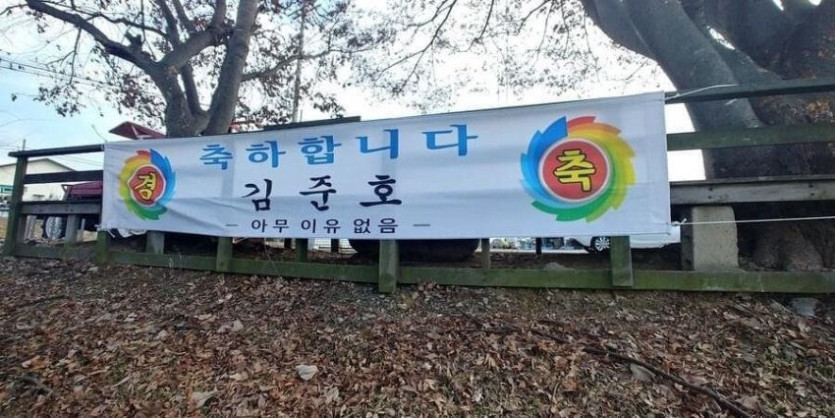 경 축하합니다 축
김준호
— 아무 이유 없음 —